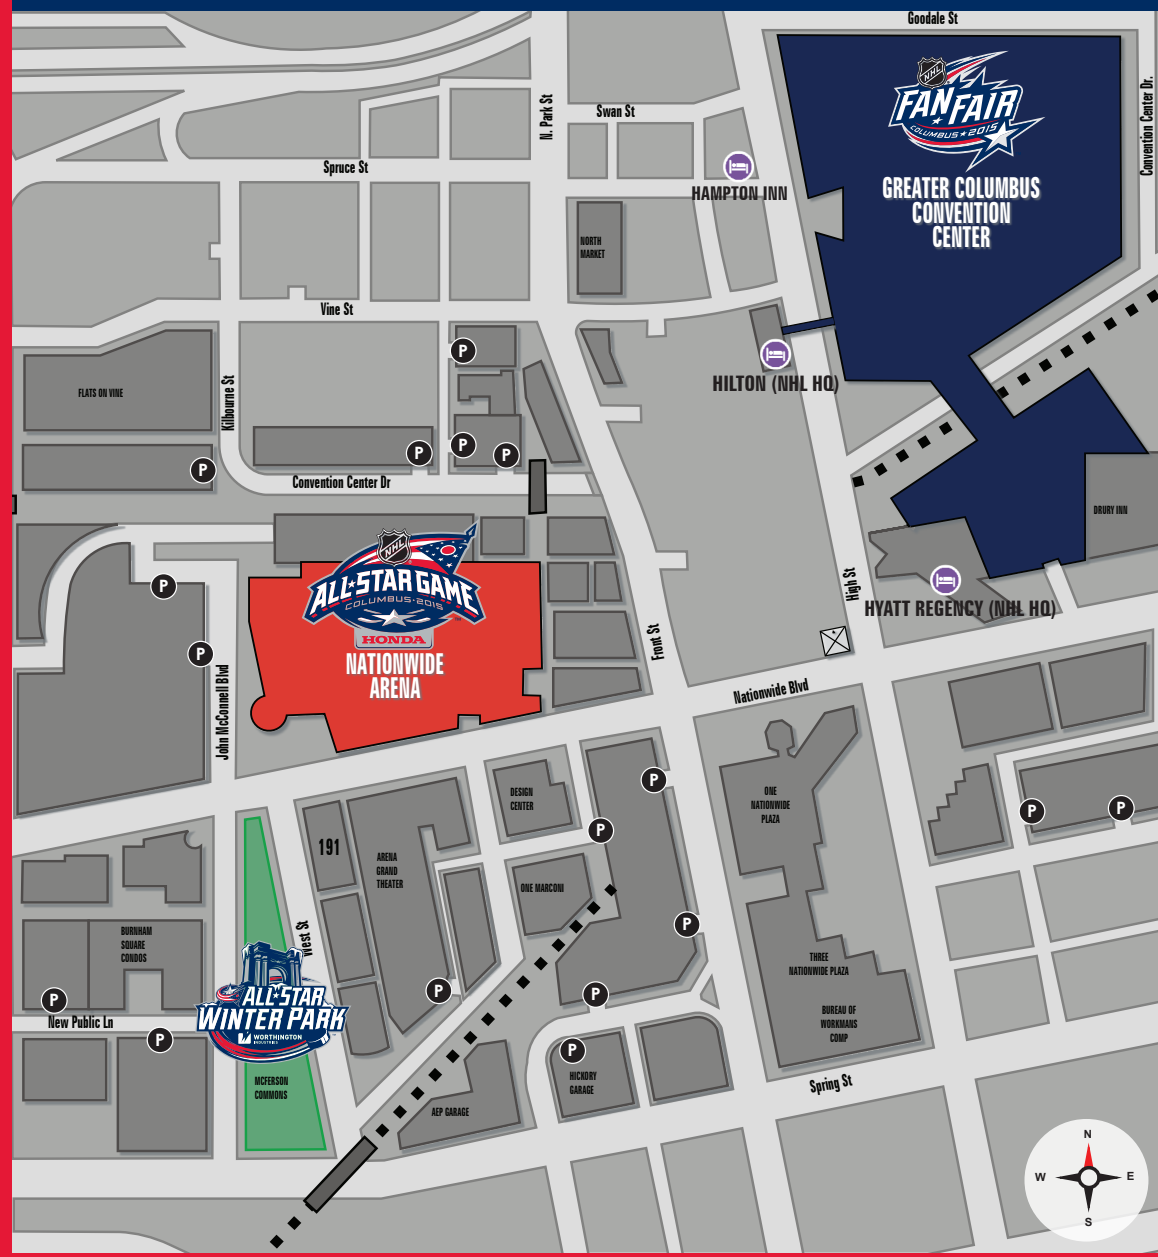 Goodale St
NHL
FANFAIR
COLUMBUS ★ 2015
GREATER COLUMBUS
CONVENTION
CENTER
Convention Center Dr.
N. Park St
Swan St
Spruce St
HAMPTON INN
NORTH
MARKET
Vine St
FLATS ON VINE
Kilbourne St
P
HILTON (NHL HQ)
P
P
P
P
P
Convention Center Dr
DRURY INN
NHL
ALL★STAR GAME
COLUMBUS·2015
HONDA
NATIONWIDE
ARENA
P
P
John McConnell Blvd
Front St
High St
HYATT REGENCY (NHL HQ)
Nationwide Blvd
DESIGN
CENTER
P
P
ONE
NATIONWIDE
PLAZA
P
P
191
ARENA
GRAND
THEATER
ONE MARCONI
P
BURNHAM
SQUARE
CONDOS
West St
THREE
NATIONWIDE PLAZA
P
P
P
ALL★STAR
WINTER PARK
WORTHINGTON
INDUSTRIES
New Public Ln
P
BUREAU OF
WORKMANS
COMP
P
HICKORY
GARAGE
MCFERSON
COMMONS
AEP GARAGE
Spring St
N
W
E
S